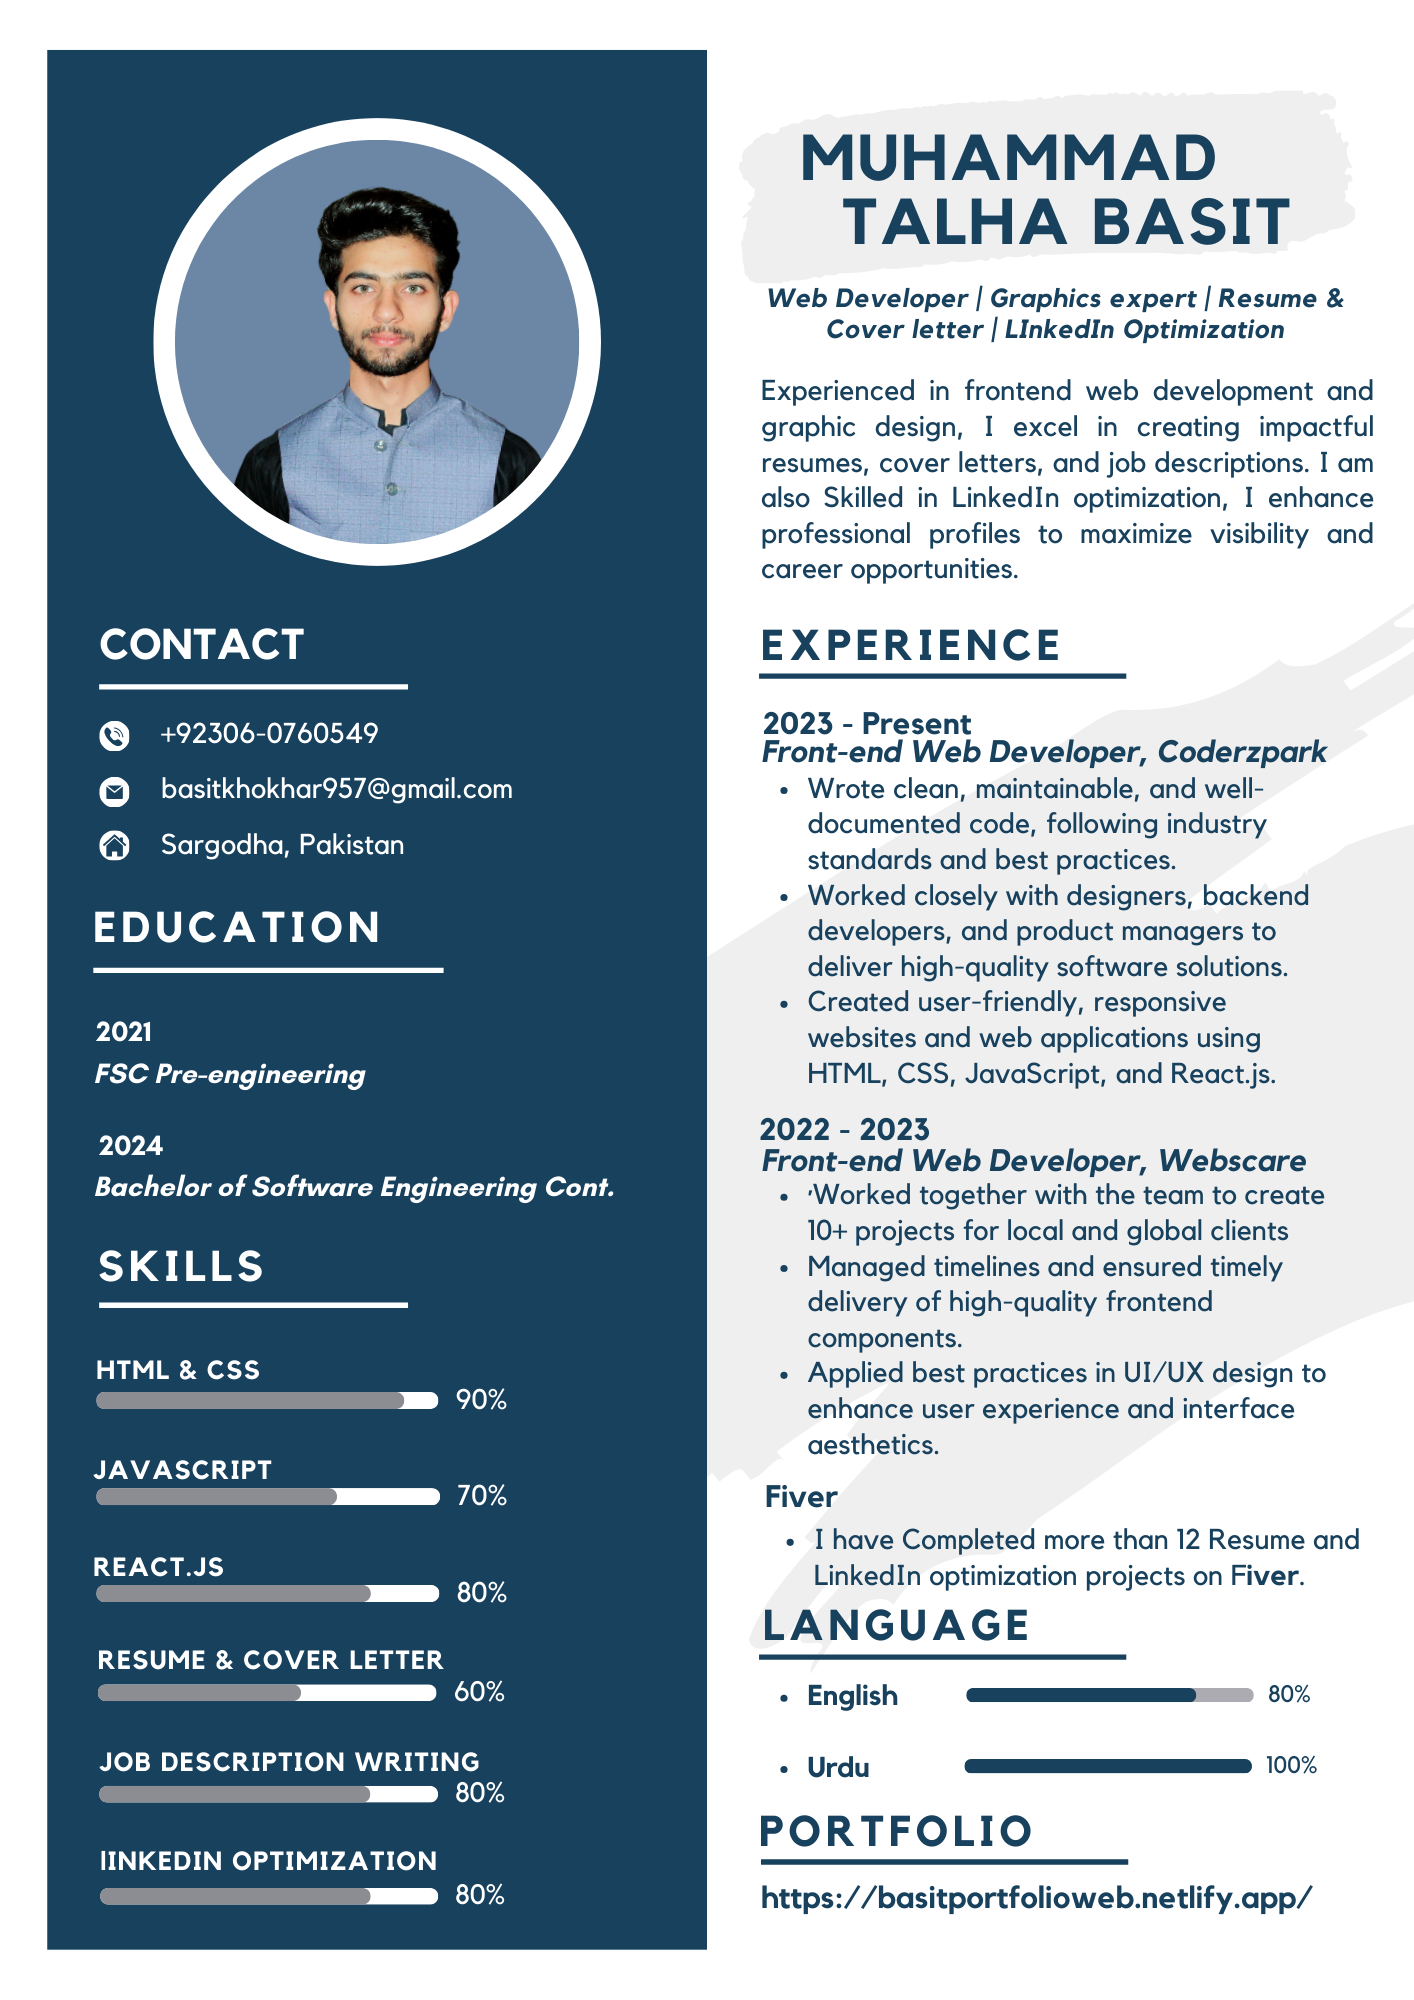 MUHAMMAD
TALHA BASIT
Web Developer | Graphics expert | Resume &
Cover letter | LInkedIn Optimization
Experienced in frontend web development and
graphic design, I excel in creating impactful
resumes, cover letters, and job descriptions. I am
also Skilled in LinkedIn optimization, I enhance
professional profiles to maximize visibility and
career opportunities.
CONTACT
+92306-0760549
basitkhokhar957@gmail.com
Sargodha, Pakistan
EDUCATION
2021
FSC Pre-engineering
2024
Bachelor of Software Engineering Cont.
SKILLS
HTML & CSS
90%
JAVASCRIPT
70%
REACT.JS
80%
RESUME & COVER LETTER
60%
JOB DESCRIPTION WRITING
80%
lINKEDIN OPTIMIZATION
80%
EXPERIENCE
2023 - Present
Front-end Web Developer, Coderzpark
• Wrote clean, maintainable, and well-
documented code, following industry
standards and best practices.
• Worked closely with designers, backend
developers, and product managers to
deliver high-quality software solutions.
• Created user-friendly, responsive
websites and web applications using
HTML, CSS, JavaScript, and React.js.
2022 - 2023
Front-end Web Developer, Webscare
• 'Worked together with the team to create
10+ projects for local and global clients
• Managed timelines and ensured timely
delivery of high-quality frontend
components.
• Applied best practices in UI/UX design to
enhance user experience and interface
aesthetics.
Fiver
• I have Completed more than 12 Resume and
LinkedIn optimization projects on Fiver.
LANGUAGE
• English 80%
• Urdu 100%
PORTFOLIO
https://basitportfolioweb.netlify.app/